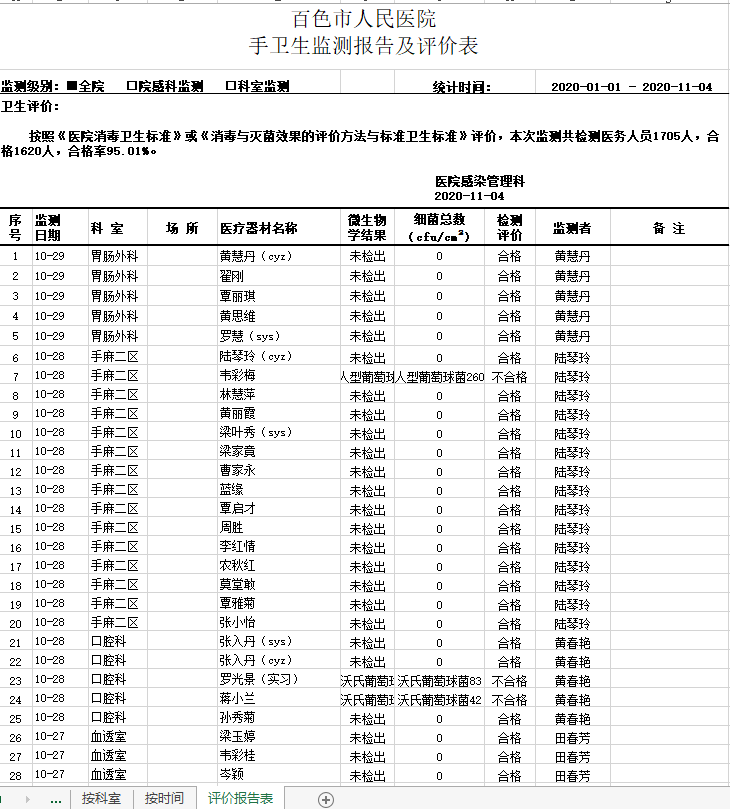 百色市人民医院
手卫生监测报告及评价表
监测级别: ■全院 口院感科监测 口科室监测 统计时间: 2020-01-01 - 2020-11-04
卫生评价:
按照《医院消毒卫生标准》或《消毒与灭菌效果的评价方法与标准卫生标准》评价，本次监测共检测医务人员1705人，合
格1620人，合格率95.01%。
医院感染管理科
2020-11-04
序号 监测日期 科 室 场 所 医疗器材名称 微生物学结果 细菌总数(cfu/cm²) 检测评价 监测者 备 注
1 10-29 胃肠外科 黄慧丹（cyz） 未检出 0 合格 黄慧丹
2 10-29 胃肠外科 翟刚 未检出 0 合格 黄慧丹
3 10-29 胃肠外科 覃丽琪 未检出 0 合格 黄慧丹
4 10-29 胃肠外科 黄思维 未检出 0 合格 黄慧丹
5 10-29 胃肠外科 罗慧（sys） 未检出 0 合格 黄慧丹
6 10-28 手麻二区 陆琴玲（cyz） 未检出 0 合格 陆琴玲
7 10-28 手麻二区 韦彩梅 人型葡萄球 人型葡萄球菌260 不合格 陆琴玲
8 10-28 手麻二区 林慧萍 未检出 0 合格 陆琴玲
9 10-28 手麻二区 黄丽霞 未检出 0 合格 陆琴玲
10 10-28 手麻二区 梁叶秀（sys） 未检出 0 合格 陆琴玲
11 10-28 手麻二区 梁家竟 未检出 0 合格 陆琴玲
12 10-28 手麻二区 曹家永 未检出 0 合格 陆琴玲
13 10-28 手麻二区 蓝缘 未检出 0 合格 陆琴玲
14 10-28 手麻二区 覃启才 未检出 0 合格 陆琴玲
15 10-28 手麻二区 周胜 未检出 0 合格 陆琴玲
16 10-28 手麻二区 李红情 未检出 0 合格 陆琴玲
17 10-28 手麻二区 农秋红 未检出 0 合格 陆琴玲
18 10-28 手麻二区 莫堂敢 未检出 0 合格 陆琴玲
19 10-28 手麻二区 覃雅菊 未检出 0 合格 陆琴玲
20 10-28 手麻二区 张小怡 未检出 0 合格 陆琴玲
21 10-28 口腔科 张入丹（sys） 未检出 0 合格 黄春艳
22 10-28 口腔科 张入丹（cyz） 未检出 0 合格 黄春艳
23 10-28 口腔科 罗光景（实习） 沃氏葡萄球 沃氏葡萄球菌83 不合格 黄春艳
24 10-28 口腔科 蒋小兰 沃氏葡萄球 沃氏葡萄球菌42 不合格 黄春艳
25 10-28 口腔科 孙秀菊 未检出 0 合格 黄春艳
26 10-27 血透室 梁玉婷 未检出 0 合格 田春芳
27 10-27 血透室 韦彩桂 未检出 0 合格 田春芳
28 10-27 血透室 岑颖 未检出 0 合格 田春芳
... 按科室 按时间 评价报告表